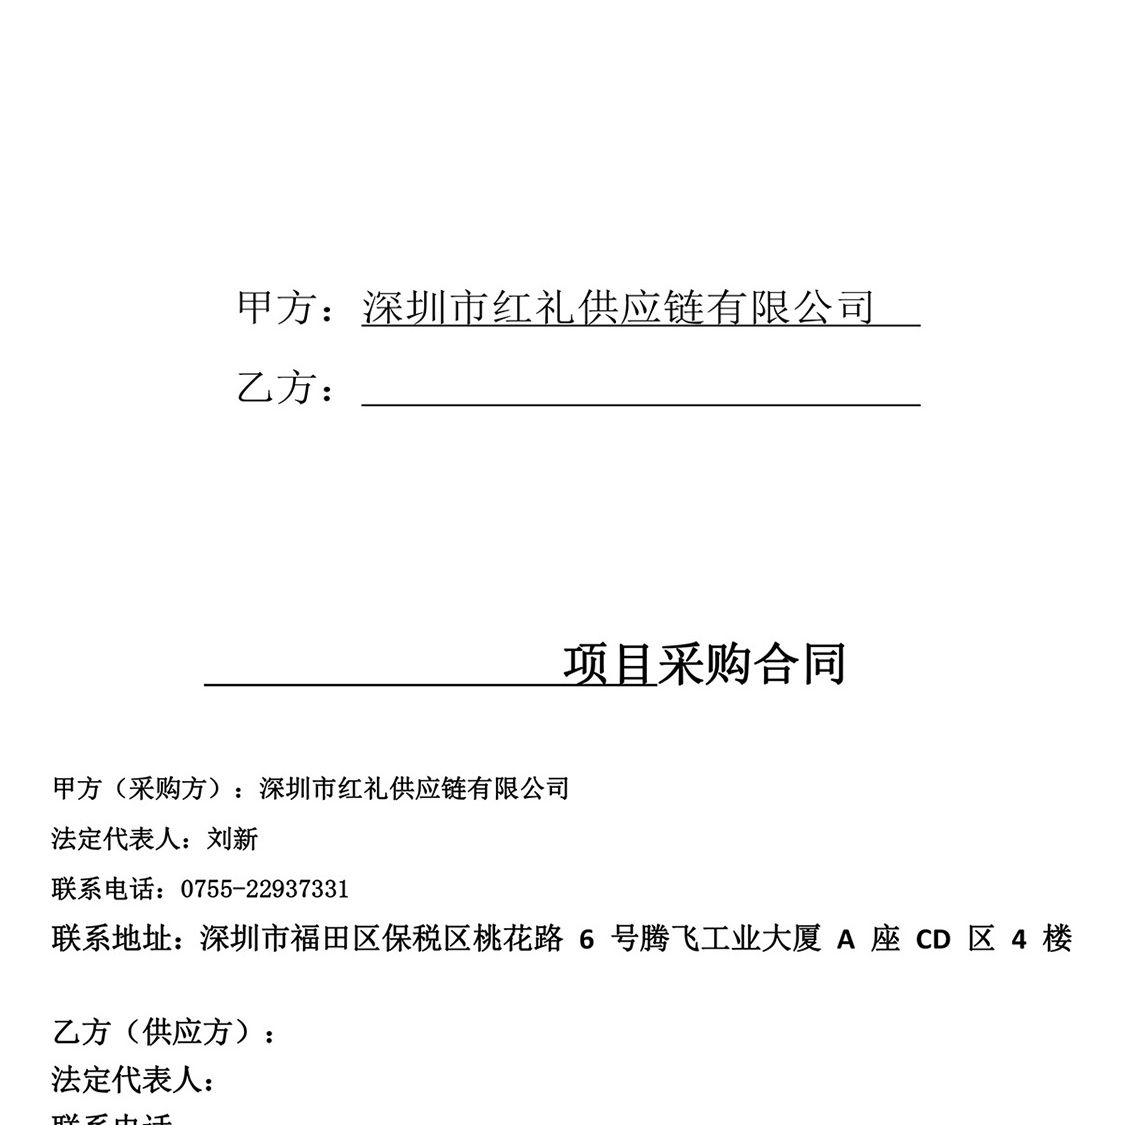 甲方：深圳市红礼供应链有限公司
乙方：
项目采购合同
甲方（采购方）：深圳市红礼供应链有限公司
法定代表人：刘新
联系电话：0755-22937331
联系地址：深圳市福田区保税区桃花路 6 号腾飞工业大厦 A 座 CD 区 4 楼
乙方（供应方）：
法定代表人：
联系电话